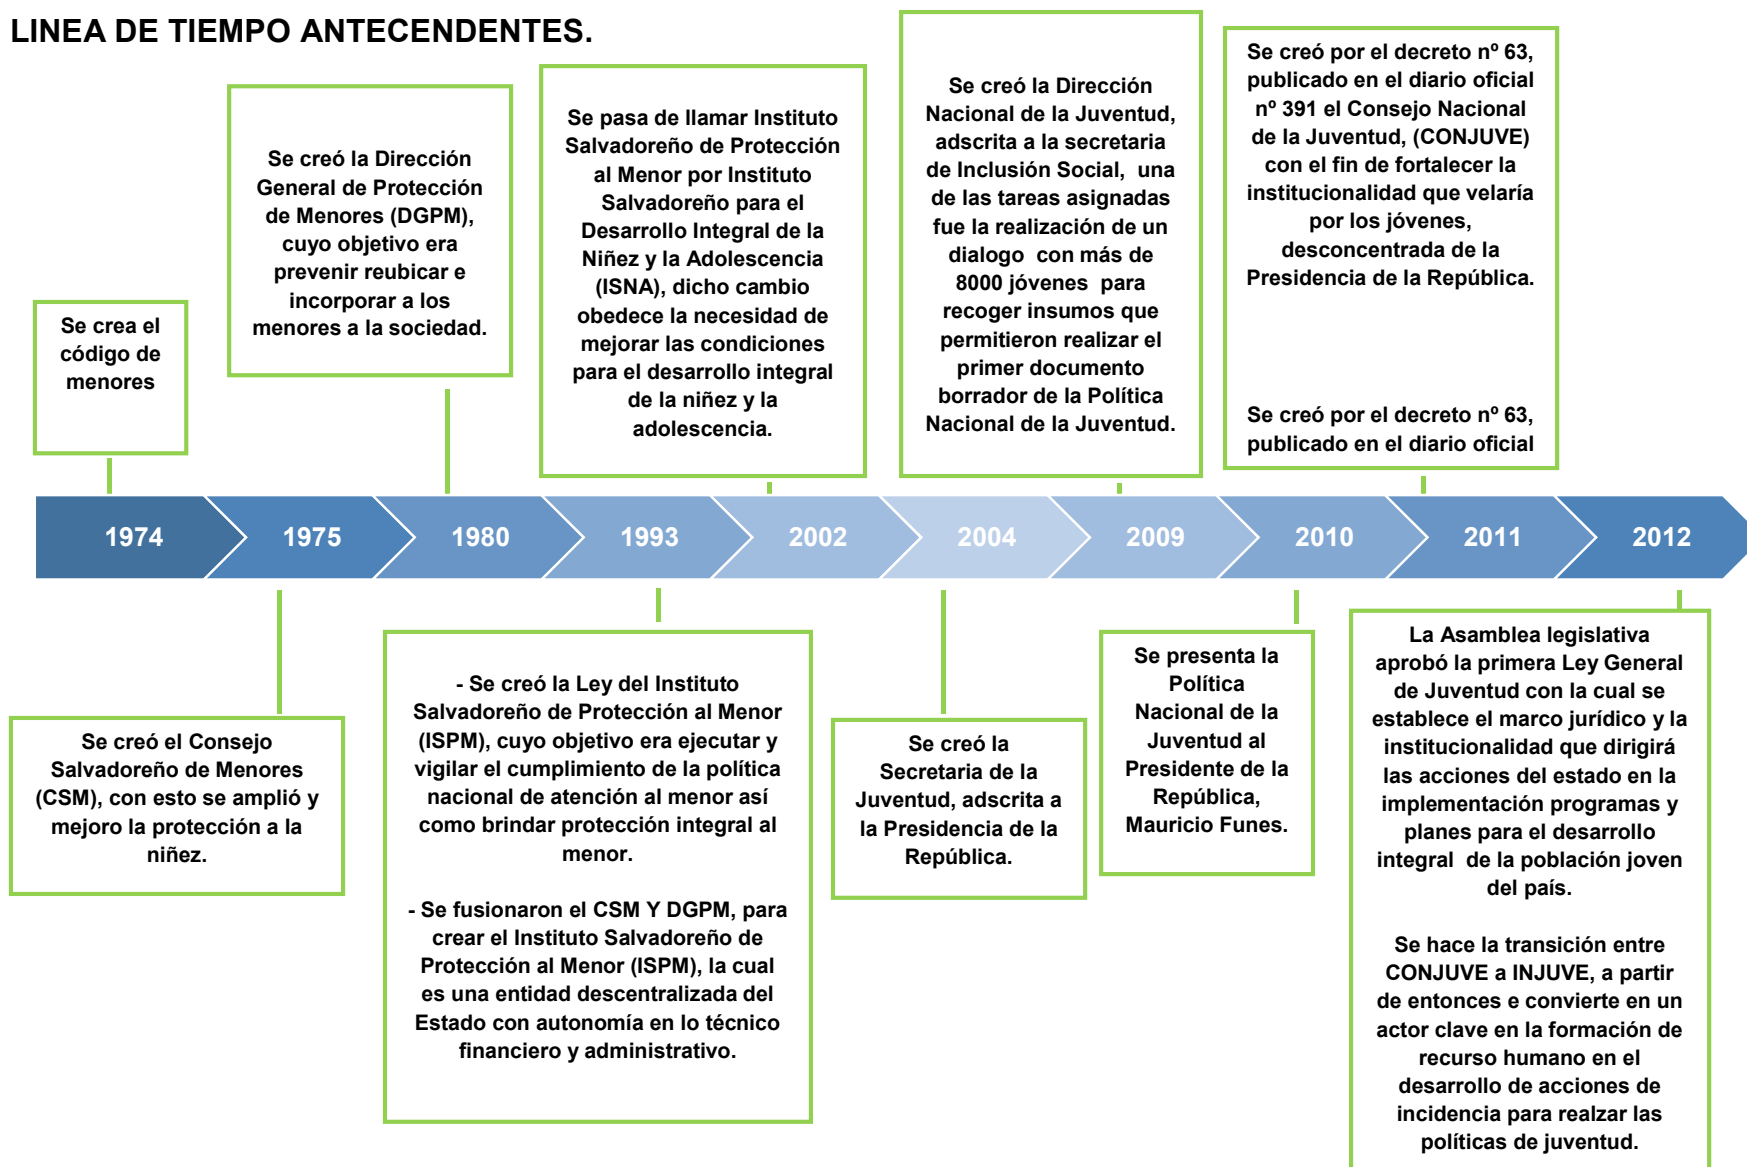 LINEA DE TIEMPO ANTECENDENTES.
Se crea el
código de
menores
Se creó la Dirección
General de Protección
de Menores (DGPM),
cuyo objetivo era
prevenir reubicar e
incorporar a los
menores a la sociedad.
Se pasa de llamar Instituto
Salvadoreño de Protección
al Menor por Instituto
Salvadoreño para el
Desarrollo Integral de la
Niñez y la Adolescencia
(ISNA), dicho cambio
obedece la necesidad de
mejorar las condiciones
para el desarrollo integral
de la niñez y la
adolescencia.
Se creó la Dirección
Nacional de la Juventud,
adscrita a la secretaria
de Inclusión Social, una
de las tareas asignadas
fue la realización de un
dialogo con más de
8000 jóvenes para
recoger insumos que
permitieron realizar el
primer documento
borrador de la Política
Nacional de la Juventud.
Se creó por el decreto nº 63,
publicado en el diario oficial
nº 391 el Consejo Nacional
de la Juventud, (CONJUVE)
con el fin de fortalecer la
institucionalidad que velaría
por los jóvenes,
desconcentrada de la
Presidencia de la República.
Se creó por el decreto nº 63,
publicado en el diario oficial
1974 1975 1980 1993 2002 2004 2009 2010 2011 2012
Se creó el Consejo
Salvadoreño de Menores
(CSM), con esto se amplió y
mejoro la protección a la
niñez.
- Se creó la Ley del Instituto
Salvadoreño de Protección al Menor
(ISPM), cuyo objetivo era ejecutar y
vigilar el cumplimiento de la política
nacional de atención al menor así
como brindar protección integral al
menor.
- Se fusionaron el CSM Y DGPM, para
crear el Instituto Salvadoreño de
Protección al Menor (ISPM), la cual
es una entidad descentralizada del
Estado con autonomía en lo técnico
financiero y administrativo.
Se creó la
Secretaria de la
Juventud, adscrita a
la Presidencia de la
República.
Se presenta la
Política
Nacional de la
Juventud al
Presidente de la
República,
Mauricio Funes.
La Asamblea legislativa
aprobó la primera Ley General
de Juventud con la cual se
establece el marco jurídico y la
institucionalidad que dirigirá
las acciones del estado en la
implementación programas y
planes para el desarrollo
integral de la población joven
del país.
Se hace la transición entre
CONJUVE a INJUVE, a partir
de entonces e convierte en un
actor clave en la formación de
recurso humano en el
desarrollo de acciones de
incidencia para realzar las
políticas de juventud.